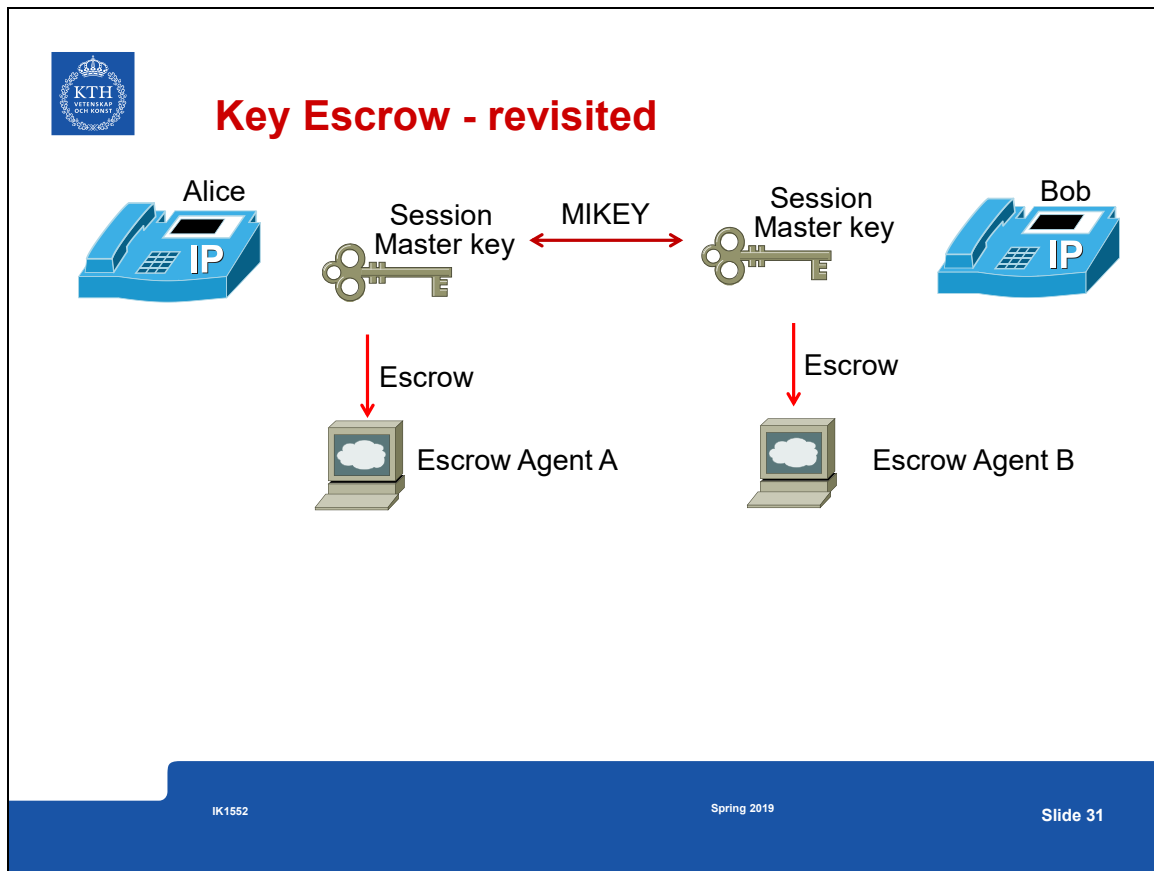 KTH
VETENSKAP
OCH KONST
Key Escrow - revisited
Alice
Session
Master key
MIKEY
Session
Master key
Bob
IP
IP
Escrow
Escrow
Escrow Agent A
Escrow Agent B
IK1552
Spring 2019
Slide 31